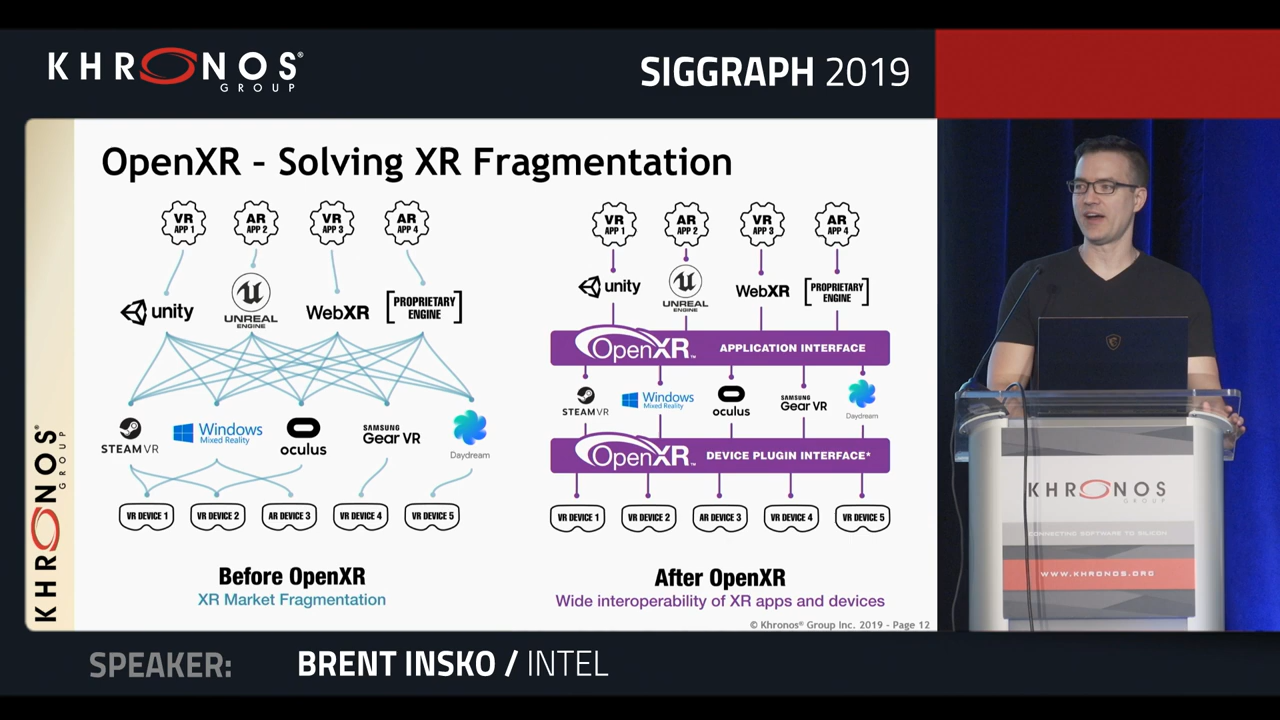 KHRONOS®
GROUP
SIGGRAPH 2019
OpenXR – Solving XR Fragmentation
VR APP 1
AR APP 2
VR APP 3
AR APP 4
unity
UNREAL ENGINE
WebXR
[PROPRIETARY ENGINE]
STEAMVR
Windows Mixed Reality
oculus
SAMSUNG Gear VR
Daydream
VR DEVICE 1
VR DEVICE 2
AR DEVICE 3
VR DEVICE 4
VR DEVICE 5
Before OpenXR
XR Market Fragmentation
VR APP 1
AR APP 2
VR APP 3
AR APP 4
unity
UNREAL ENGINE
WebXR
[PROPRIETARY ENGINE]
OpenXR™ APPLICATION INTERFACE
STEAMVR
Windows Mixed Reality
oculus
SAMSUNG Gear VR
Daydream
OpenXR™ DEVICE PLUGIN INTERFACE*
VR DEVICE 1
VR DEVICE 2
AR DEVICE 3
VR DEVICE 4
VR DEVICE 5
After OpenXR
Wide interoperability of XR apps and devices
© Khronos® Group Inc. 2019 - Page 12
KHRONOS
GROUP
KHRONOS
GROUP
CONNECTING SOFTWARE TO SILICON
WWW.KHRONOS.ORG
SPEAKER: BRENT INSKO / INTEL